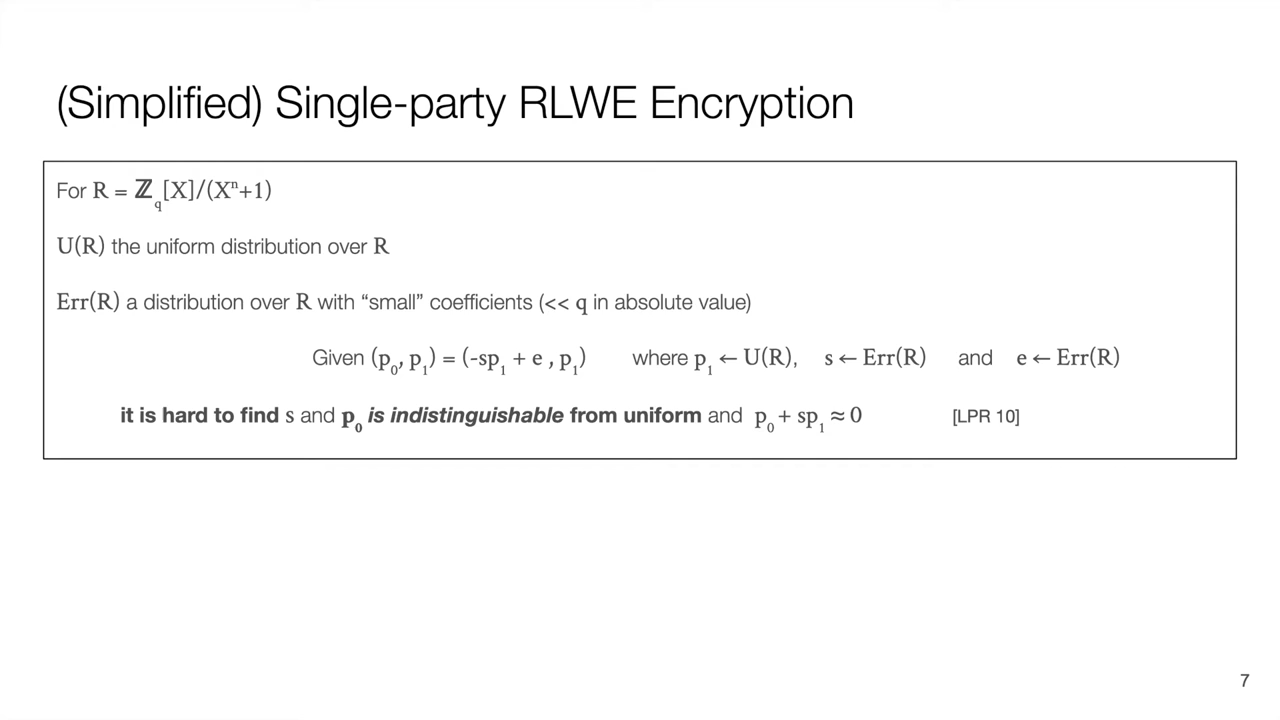 (Simplified) Single-party RLWE Encryption
For R = ℤ_q[X]/(Xⁿ+1)
U(R) the uniform distribution over R
Err(R) a distribution over R with “small” coefficients (<< q in absolute value)
Given (p₀, p₁) = (-sp₁ + e , p₁) where p₁ ← U(R), s ← Err(R) and e ← Err(R)
it is hard to find s and p₀ is indistinguishable from uniform and p₀ + sp₁ ≈ 0 [LPR 10]
7